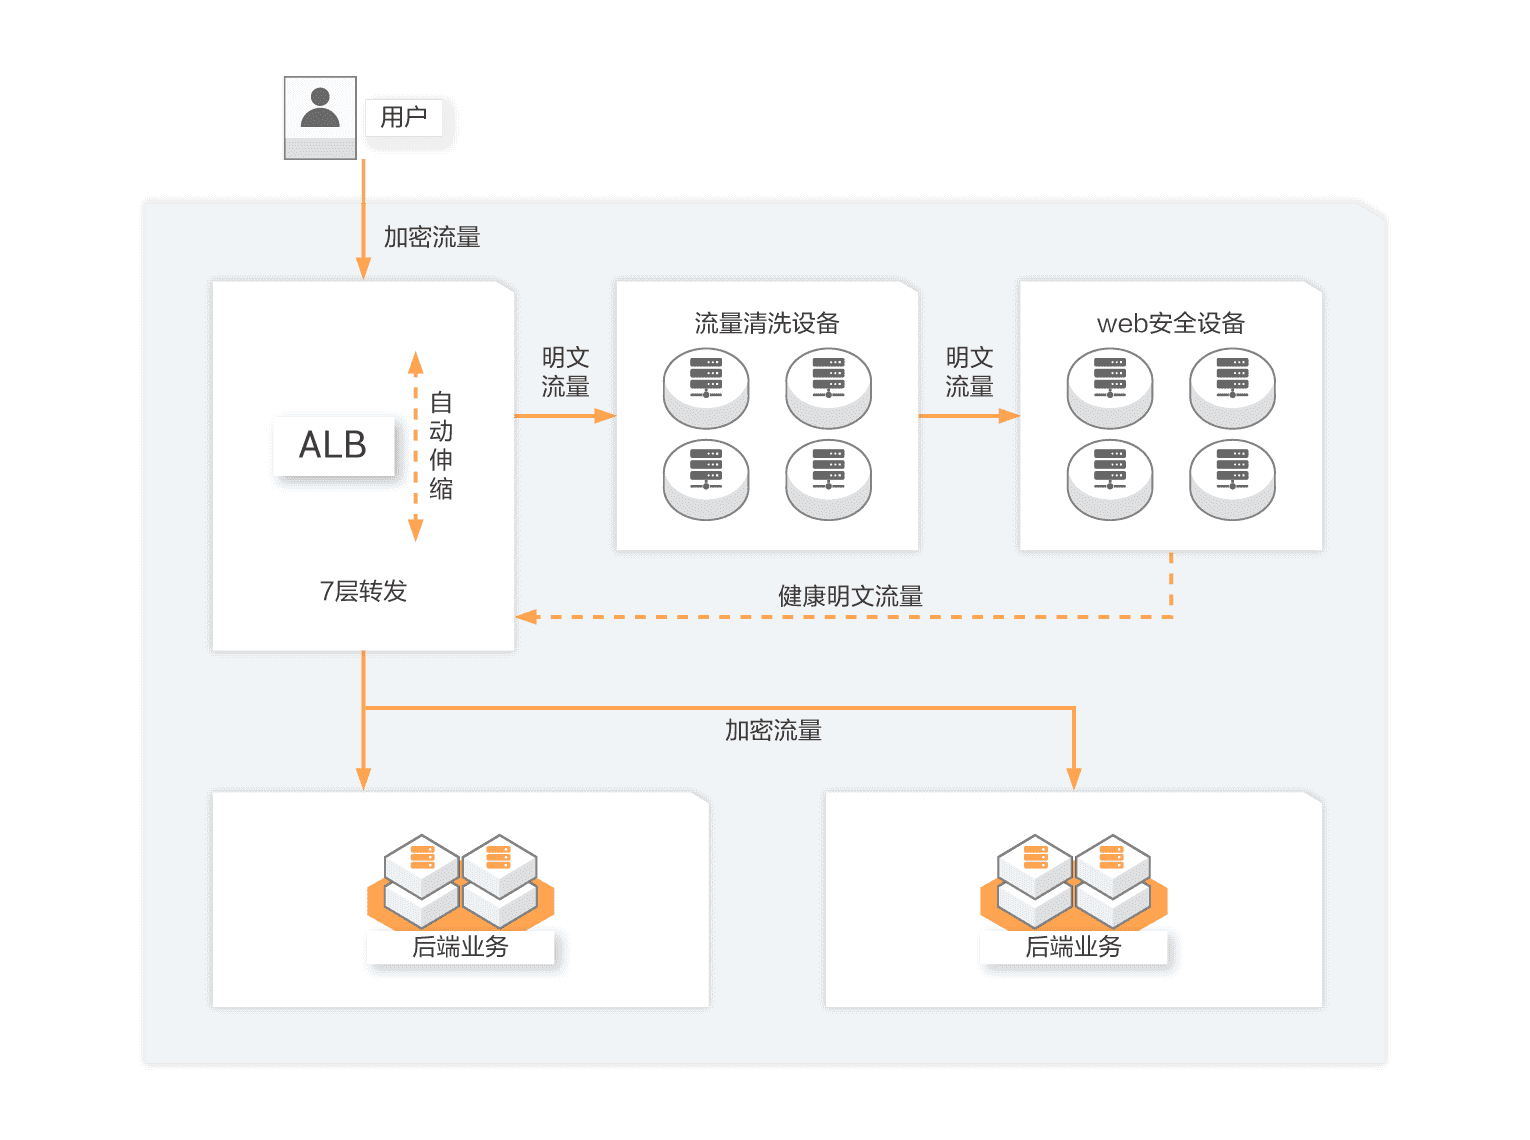 用户
加密流量
流量清洗设备
web安全设备
明文
流量
明文
流量
自
动
伸
缩
ALB
7层转发
健康明文流量
加密流量
后端业务
后端业务